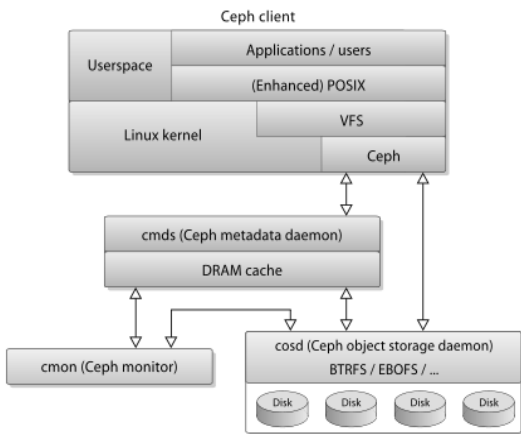 Ceph client
Userspace
Applications / users
(Enhanced) POSIX
Linux kernel
VFS
Ceph
cmds (Ceph metadata daemon)
DRAM cache
cmon (Ceph monitor)
cosd (Ceph object storage daemon)
BTRFS / EBOFS / ...
Disk
Disk
Disk
Disk